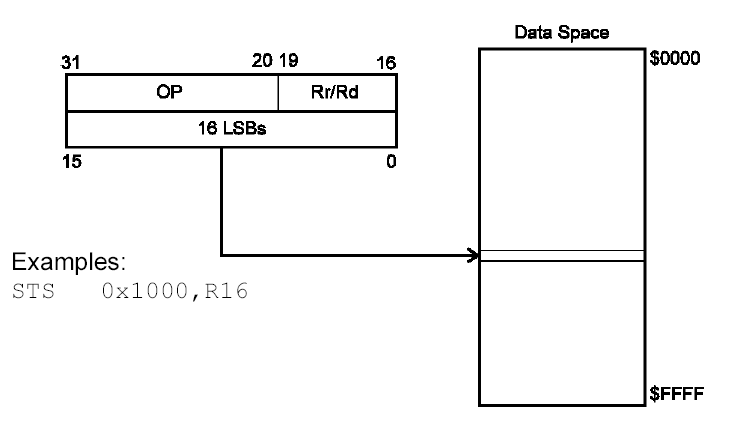 Data Space
31 20 19 16
$0000
OP Rr/Rd
16 LSBs
15 0
Examples:
STS 0x1000,R16
$FFFF